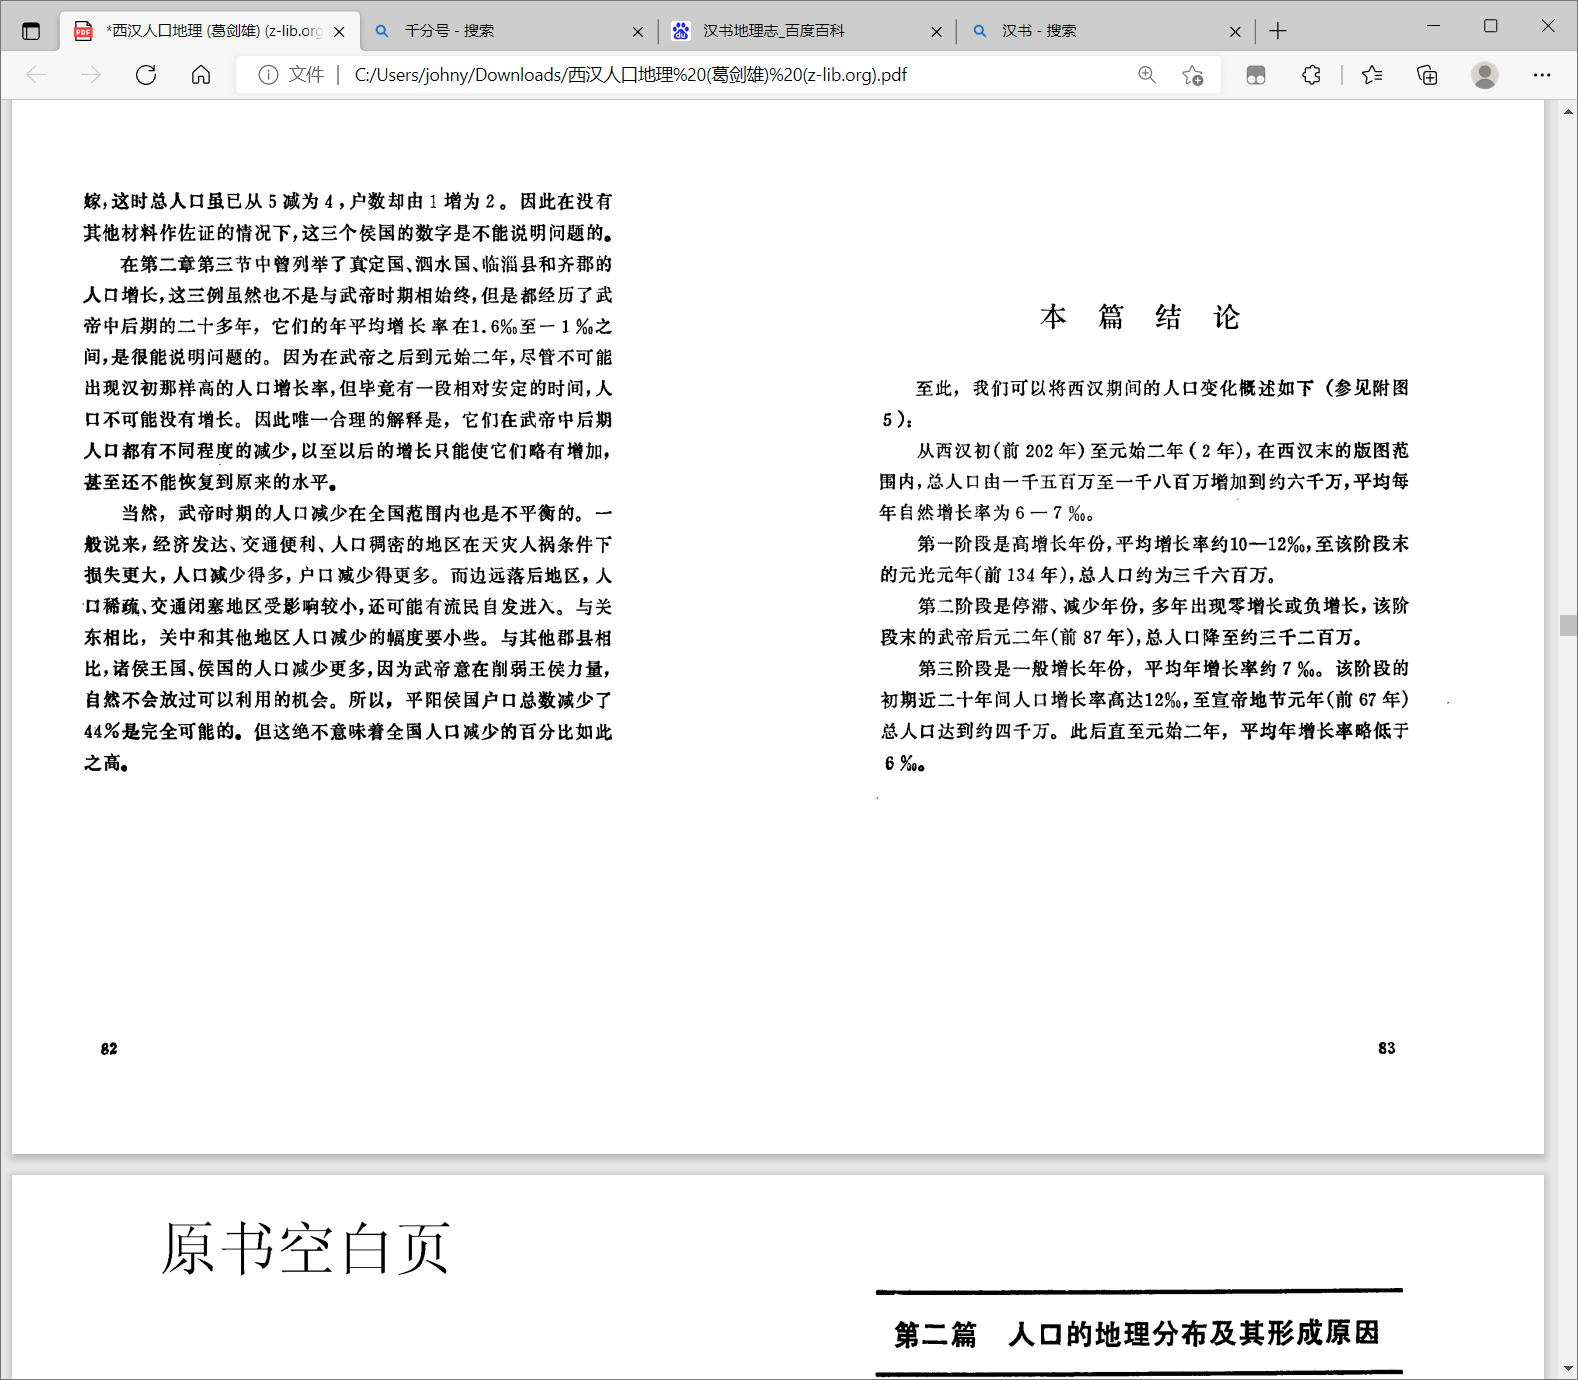 *西汉人口地理 (葛剑雄) (z-lib.org
千分号 - 搜索
汉书地理志_百度百科
汉书 - 搜索
文件
C:/Users/johny/Downloads/西汉人口地理%20(葛剑雄)%20(z-lib.org).pdf
嫁,这时总人口虽已从5减为4,户数却由1增为2。因此在没有
其他材料作佐证的情况下,这三个侯国的数字是不能说明问题的。
在第二章第三节中曾列举了真定国、泗水国、临淄县和齐郡的
人口增长,这三例虽然也不是与武帝时期相始终,但是都经历了武
帝中后期的二十多年,它们的年平均增长率在1.6‰至一1‰之
间,是很能说明问题的。因为在武帝之后到元始二年,尽管不可能
出现汉初那样高的人口增长率,但毕竟有一段相对安定的时间,人
口不可能没有增长。因此唯一合理的解释是,它们在武帝中后期
人口都有不同程度的减少,以至以后的增长只能使它们略有增加,
甚至还不能恢复到原来的水平。
当然,武帝时期的人口减少在全国范围内也是不平衡的。一
般说来,经济发达、交通便利、人口稠密的地区在天灾人祸条件下
损失更大,人口减少得多,户口减少得更多。而边远落后地区,人
口稀疏、交通闭塞地区受影响较小,还可能有流民自发进入。与关
东相比,关中和其他地区人口减少的幅度要小些。与其他郡县相
比,诸侯王国、侯国的人口减少更多,因为武帝意在削弱王侯力量,
自然不会放过可以利用的机会。所以,平阳侯国户口总数减少了
44%是完全可能的。但这绝不意味着全国人口减少的百分比如此
之高。
82
本篇结论
至此,我们可以将西汉期间的人口变化概述如下(参见附图
5):
从西汉初(前202年)至元始二年(2年),在西汉末的版图范
围内,总人口由一千五百万至一千八百万增加到约六千万,平均每
年自然增长率为6—7‰。
第一阶段是高增长年份,平均增长率约10—12‰,至该阶段末
的元光元年(前134年),总人口约为三千六百万。
第二阶段是停滞、减少年份,多年出现零增长或负增长,该阶
段末的武帝后元二年(前87年),总人口降至约三千二百万。
第三阶段是一般增长年份,平均年增长率约7‰。该阶段的
初期近二十年间人口增长率高达12‰,至宣帝地节元年(前67年)
总人口达到约四千万。此后直至元始二年,平均年增长率略低于
6‰。
83
原书空白页
第二篇 人口的地理分布及其形成原因